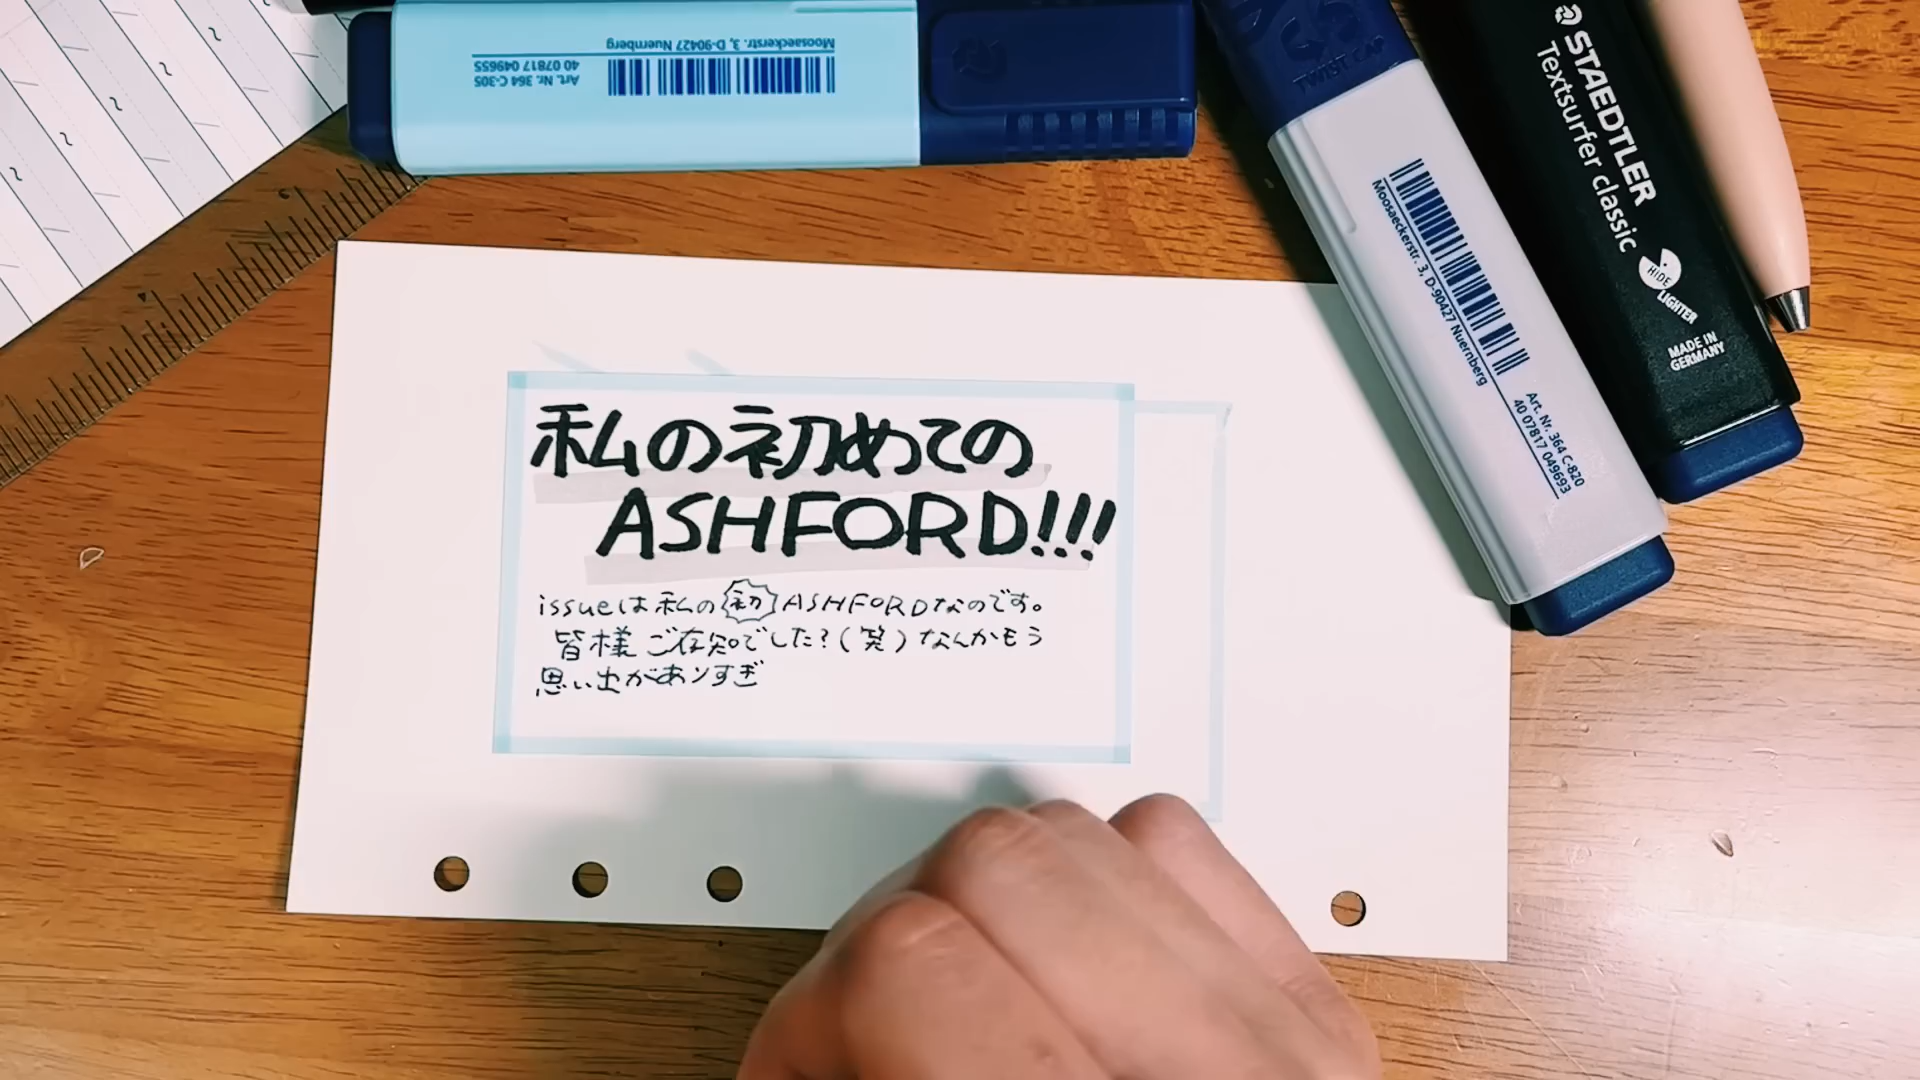 私の初めての
ASHFORD!!!
issueは私の初ASHFORDなのです。
皆様ご存知でした?(笑)なんかもう
思い出がありすぎ
Moosaeckerstr. 3, D-90427 Nuernberg
Art. Nr. 364 C-305
40 07817 049655
TWIST CAP
Moosaeckerstr. 3, D-90427 Nuernberg
Art. Nr. 364 C-820
40 07817 049693
STAEDTLER
Textsurfer classic
HIDE
LIGHTER
MADE IN
GERMANY